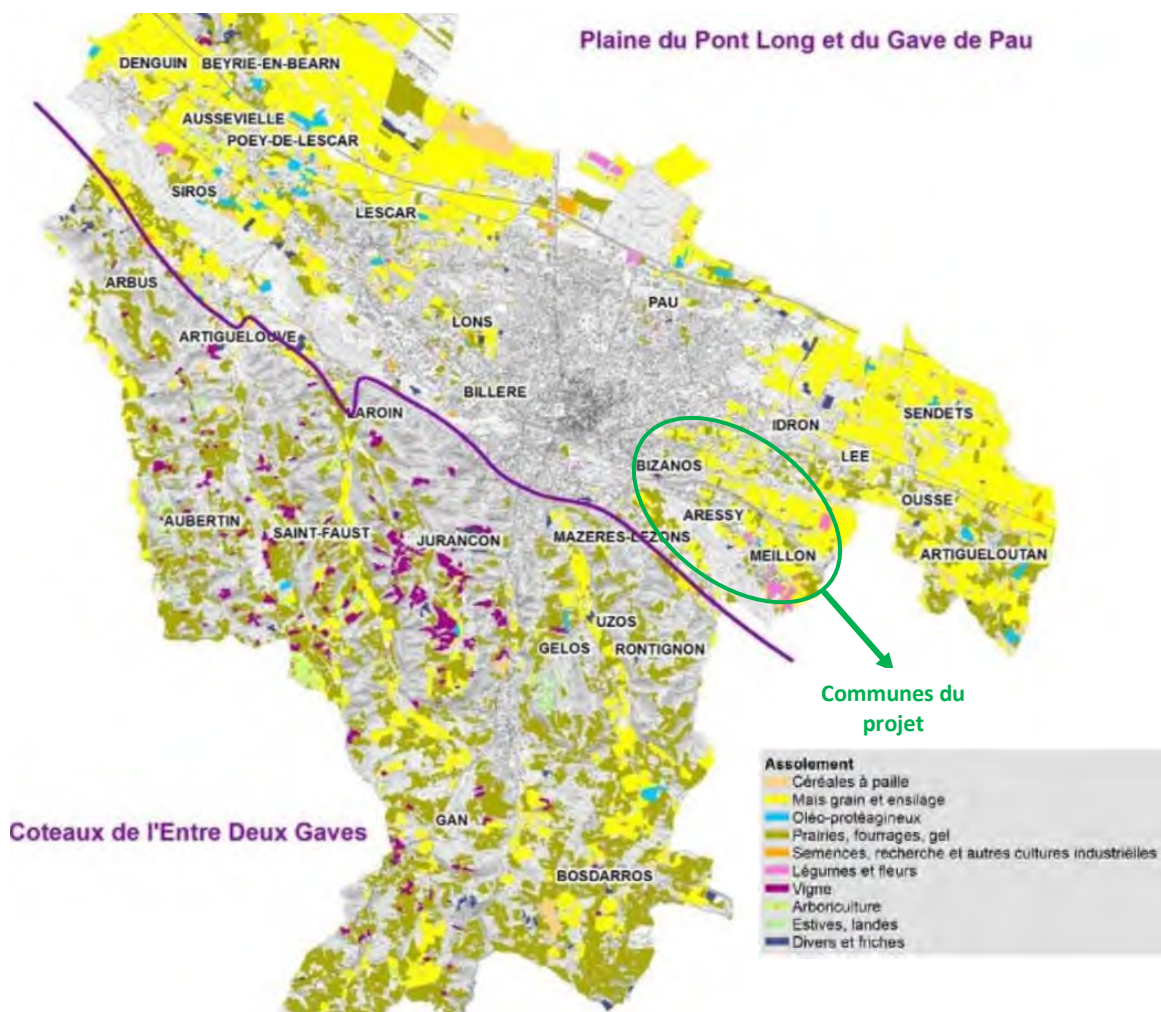 Plaine du Pont Long et du Gave de Pau
DENGUIN
BEYRIE-EN-BEARN
AUSSEVIELLE
POEY-DE-LESCAR
SIROS
LESCAR
ARBUS
PAU
ARTIGUELOUVE
LONS
BILLERE
LAROIN
SENDETS
IDRON
LEE
BIZANOS
OUSSE
ARESSY
AUBERTIN
SAINT-FAUST
JURANCON
MAZERES-LEZONS
MEILLON
ARTIGUELOUTAN
UZOS
GELOS
RONTIGNON
Communes du
projet
Coteaux de l'Entre Deux Gaves
GAN
BOSDARROS
Assolement
Céréales à paille
Maïs grain et ensilage
Oléo-protéagineux
Prairies, fourrages, gel
Semences, recherche et autres cultures industrielles
Légumes et fleurs
Vigne
Arboriculture
Estives, landes
Divers et friches